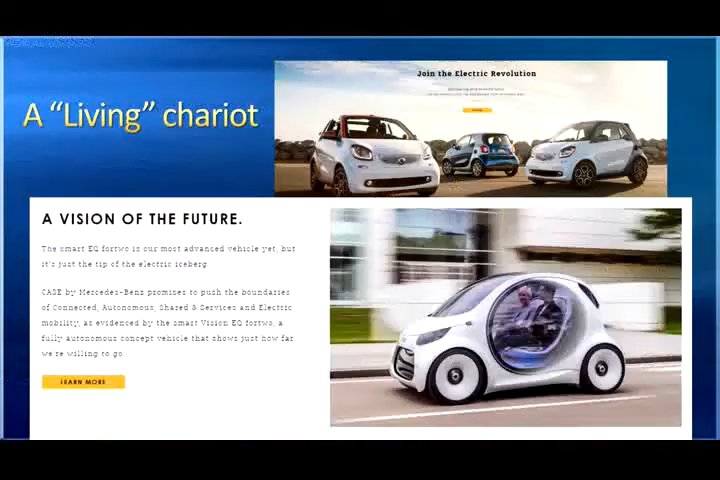 A “Living” chariot
Join the Electric Revolution
A VISION OF THE FUTURE.
The smart EQ fortwo is our most advanced vehicle yet, but
it's just the tip of the electric iceberg
CASE by Mercedes-Benz promises to push the boundaries
of Connected, Autonomous, Shared & Services and Electric
mobility, as evidenced by the smart Vision EQ fortwo, a
fully autonomous concept vehicle that shows just how far
we're willing to go.
LEARN MORE